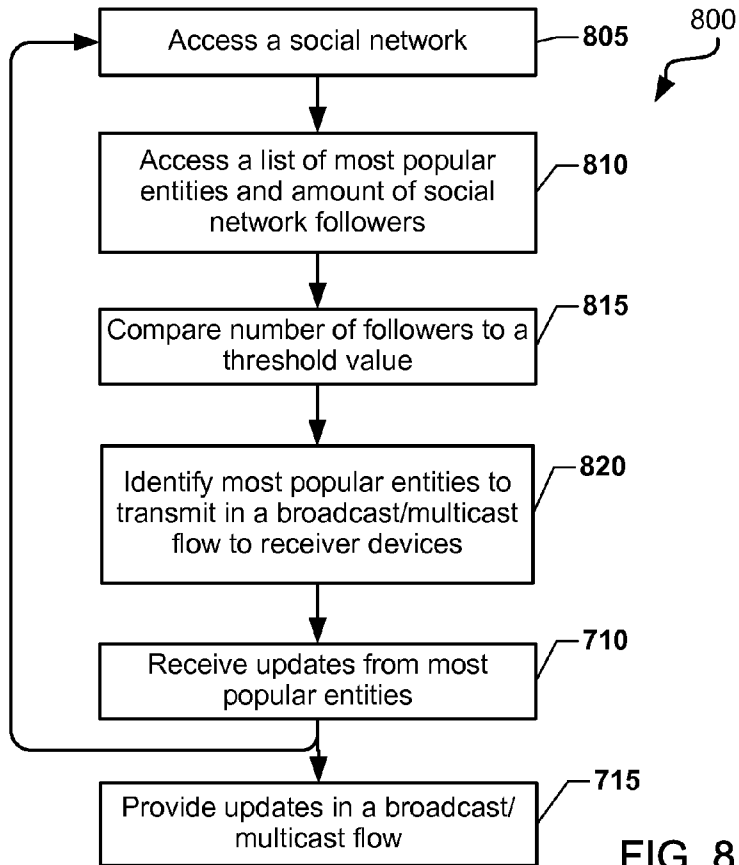 800
Access a social network
805
Access a list of most popular
entities and amount of social
network followers
810
Compare number of followers to a
threshold value
815
Identify most popular entities to
transmit in a broadcast/multicast
flow to receiver devices
820
Receive updates from most
popular entities
710
Provide updates in a broadcast/
multicast flow
715
FIG. 8